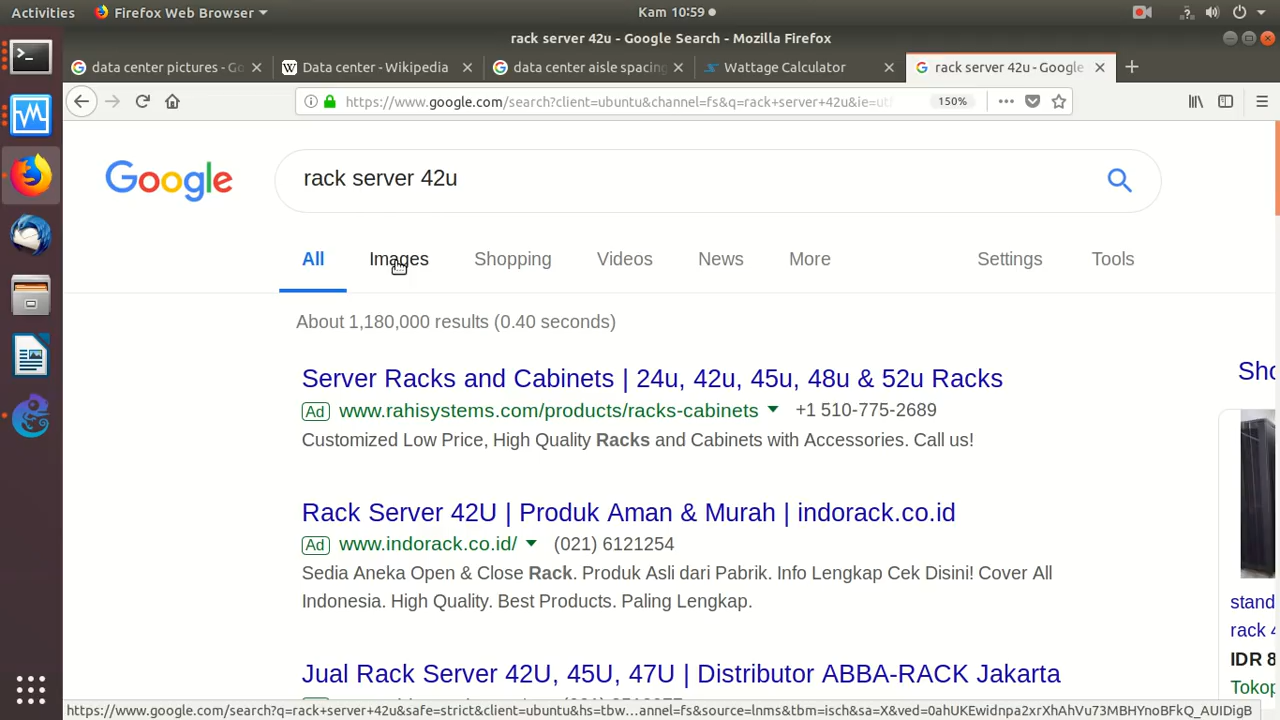 Activities Firefox Web Browser Kam 10:59
rack server 42u - Google Search - Mozilla Firefox
data center pictures - Go Data center - Wikipedia data center aisle spacing Wattage Calculator rack server 42u - Google
https://www.google.com/search?client=ubuntu&channel=fs&q=rack+server+42u&ie=ut 150%
Google rack server 42u
All Images Shopping Videos News More Settings Tools
About 1,180,000 results (0.40 seconds)
Server Racks and Cabinets | 24u, 42u, 45u, 48u & 52u Racks
Ad www.rahisystems.com/products/racks-cabinets +1 510-775-2689
Customized Low Price, High Quality Racks and Cabinets with Accessories. Call us!
Rack Server 42U | Produk Aman & Murah | indorack.co.id
Ad www.indorack.co.id/ (021) 6121254
Sedia Aneka Open & Close Rack. Produk Asli dari Pabrik. Info Lengkap Cek Disini! Cover All
Indonesia. High Quality. Best Products. Paling Lengkap.
Jual Rack Server 42U, 45U, 47U | Distributor ABBA-RACK Jakarta
Sho
stand
rack 4
IDR 8
Tokop
https://www.google.com/search?q=rack+server+42u&safe=strict&client=ubuntu&hs=tbw...annel=fs&source=lnms&tbm=isch&sa=X&ved=0ahUKEwidnpa2xrXhAhVu73MBHYnoBFkQ_AUIDigB